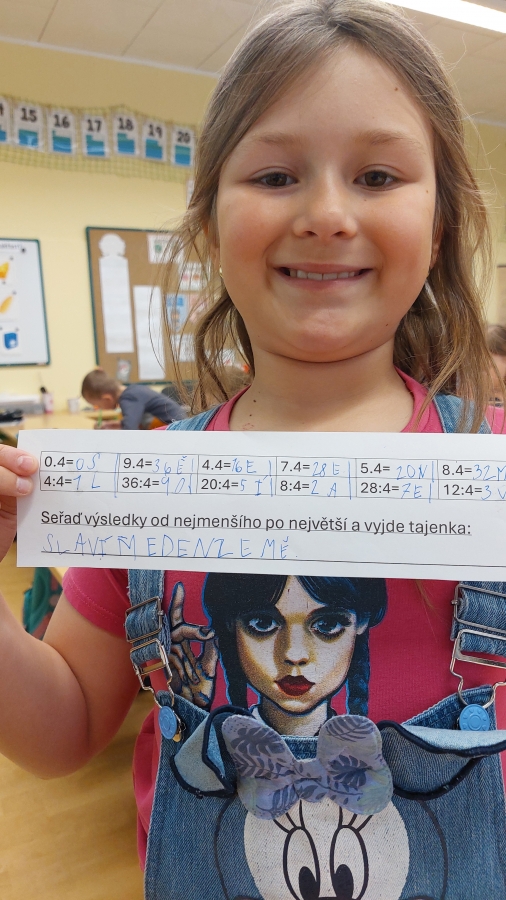 15 16 17 18 19 20
0.4=0 S 9.4=36 Ě 4.4=16 E 7.4=28 E 5.4=20 N 8.4=32 M
4:4=1 L 36:4=9 D 20:4=5 Í 8:4=2 A 28:4=7 E 12:4=3 V
Seřaď výsledky od nejmenšího po největší a vyjde tajenka:
SLAVÍME DEN ZEMĚ.